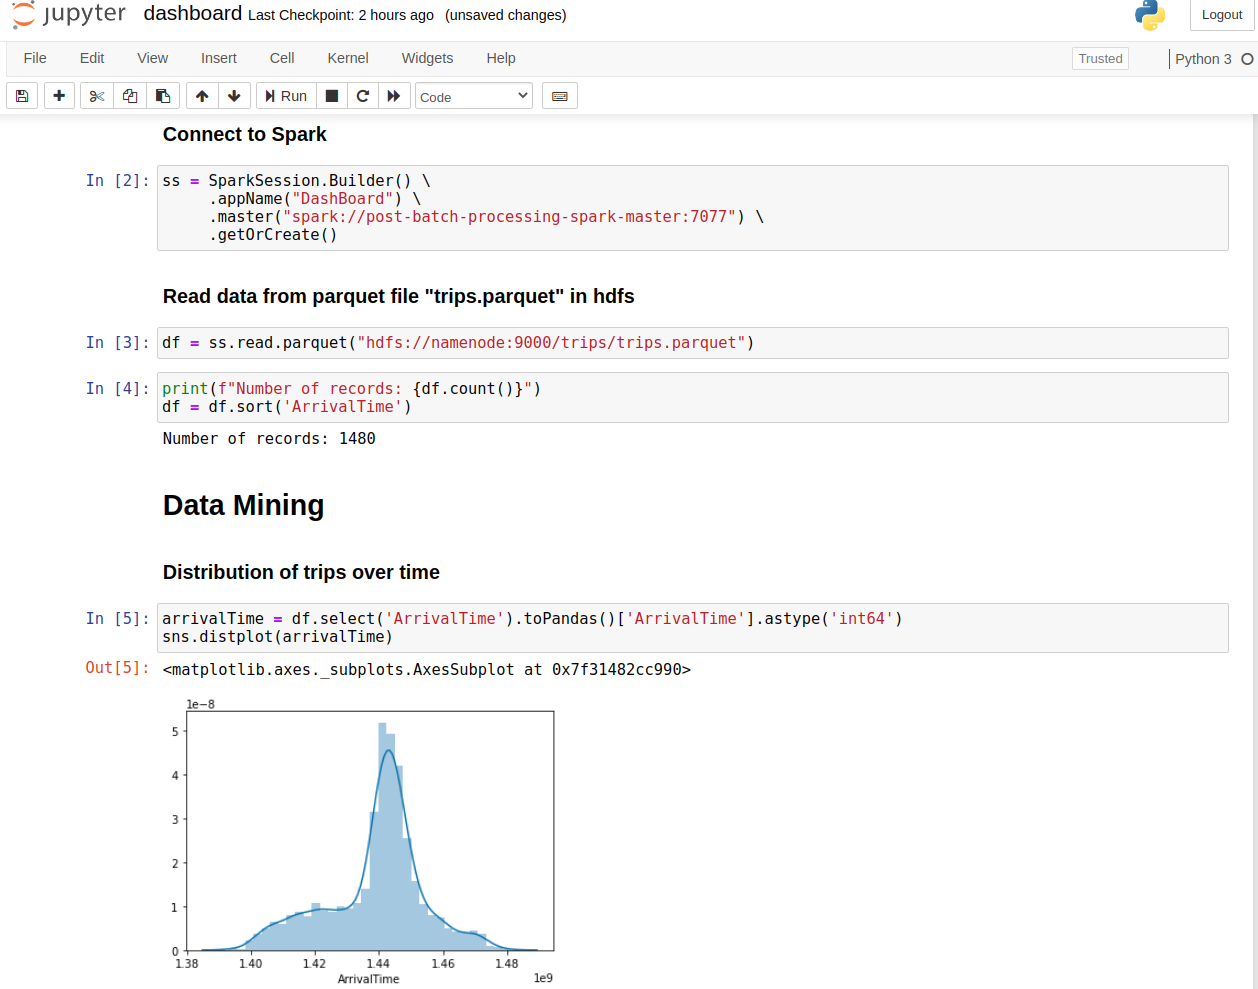 jupyter dashboard Last Checkpoint: 2 hours ago (unsaved changes) Logout
File Edit View Insert Cell Kernel Widgets Help Trusted Python 3
Run Code
Connect to Spark
In [2]: ss = SparkSession.Builder() \
.appName("DashBoard") \
.master("spark://post-batch-processing-spark-master:7077") \
.getOrCreate()
Read data from parquet file "trips.parquet" in hdfs
In [3]: df = ss.read.parquet("hdfs://namenode:9000/trips/trips.parquet")
In [4]: print(f"Number of records: {df.count()}")
df = df.sort('ArrivalTime')
Number of records: 1480
Data Mining
Distribution of trips over time
In [5]: arrivalTime = df.select('ArrivalTime').toPandas()['ArrivalTime'].astype('int64')
sns.distplot(arrivalTime)
Out[5]: <matplotlib.axes._subplots.AxesSubplot at 0x7f31482cc990>
1e−8
5
4
3
2
1
0
1.38 1.40 1.42 1.44 1.46 1.48
ArrivalTime 1e9